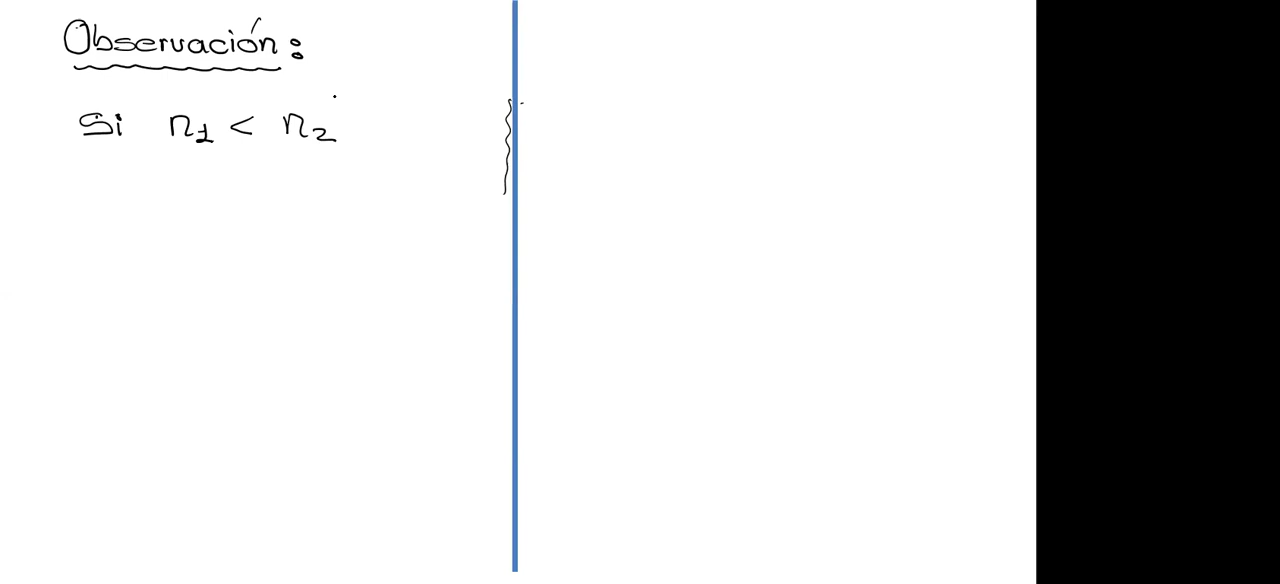 Observación:
Si n₁ < n₂